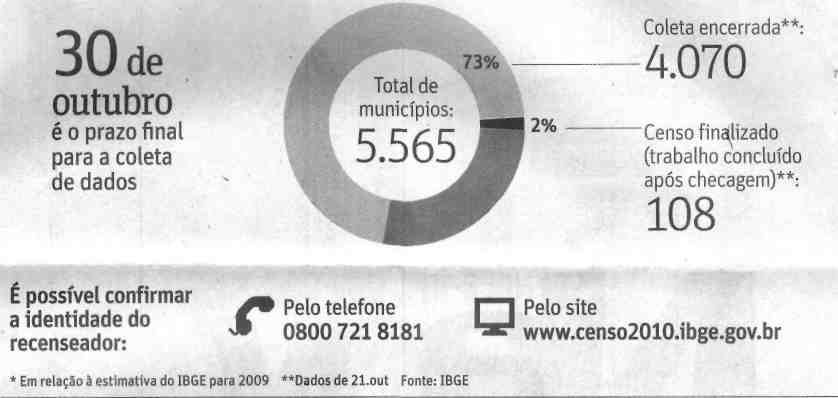 30 de
outubro
é o prazo final
para a coleta
de dados
73%
Total de
municípios:
5.565
2%
Coleta encerrada**:
4.070
Censo finalizado
(trabalho concluído
após checagem)**:
108
É possível confirmar
a identidade do
recenseador:
Pelo telefone
0800 721 8181
Pelo site
www.censo2010.ibge.gov.br
* Em relação à estimativa do IBGE para 2009 **Dados de 21.out Fonte: IBGE